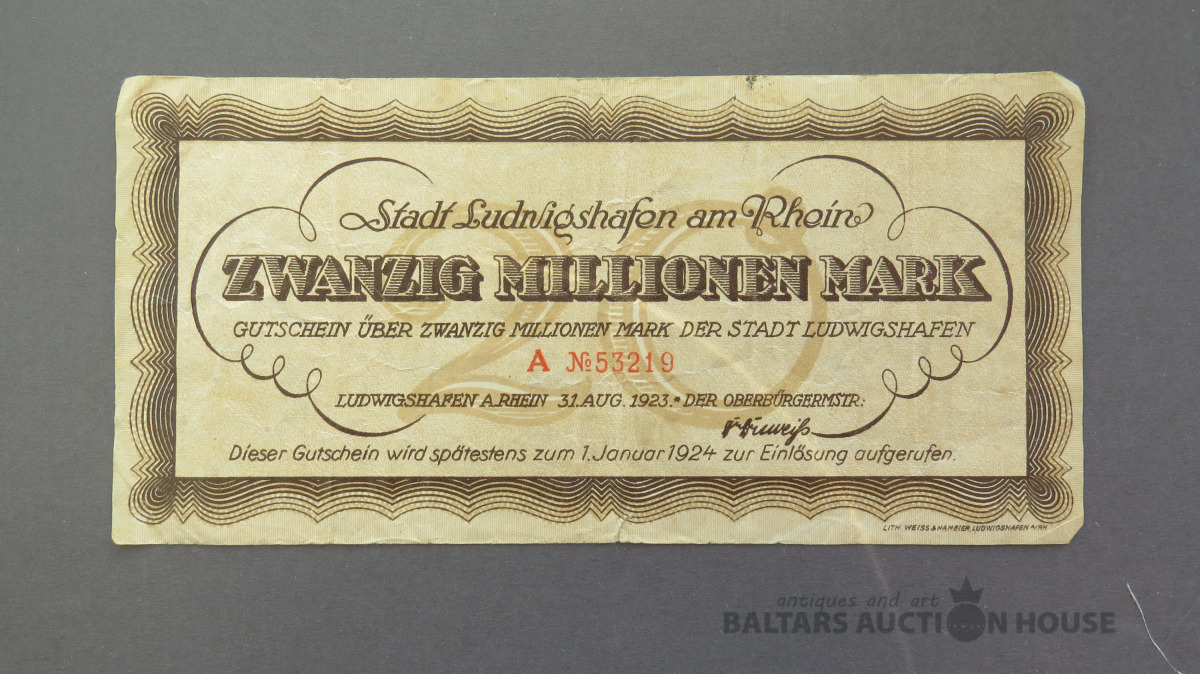 Stadt Ludwigshafen am Rhein
20
ZWANZIG MILLIONEN MARK
GUTSCHEIN ÜBER ZWANZIG MILLIONEN MARK DER STADT LUDWIGSHAFEN
A №53219
LUDWIGSHAFEN A.RHEIN 31.AUG.1923.* DER OBERBÜRGERMSTR:
Dieser Gutschein wird spätestens zum 1.Januar 1924 zur Einlösung aufgerufen.
LITH. WEISS & HAMEIER, LUDWIGSHAFEN A/RH.
antiques and art
BALTARS AUCTION HOUSE